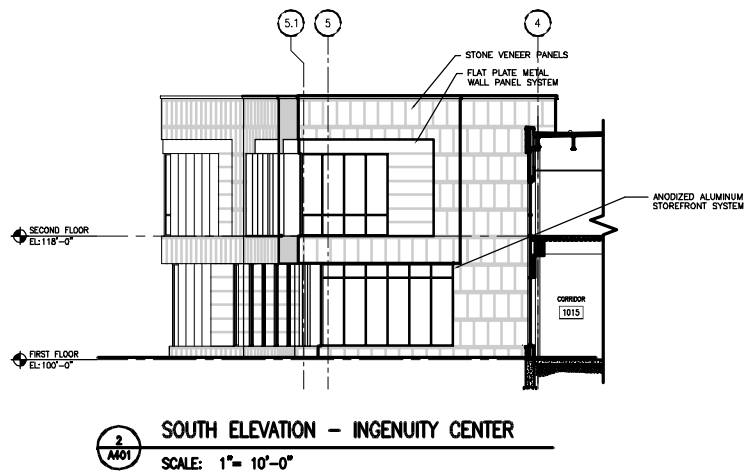 5.1
5
4
STONE VENEER PANELS
FLAT PLATE METAL
WALL PANEL SYSTEM
ANODIZED ALUMINUM
STOREFRONT SYSTEM
SECOND FLOOR
EL: 118'-0"
CORRIDOR
1015
FIRST FLOOR
EL: 100'-0"
2
A401
SOUTH ELEVATION - INGENUITY CENTER
SCALE: 1"= 10'-0"